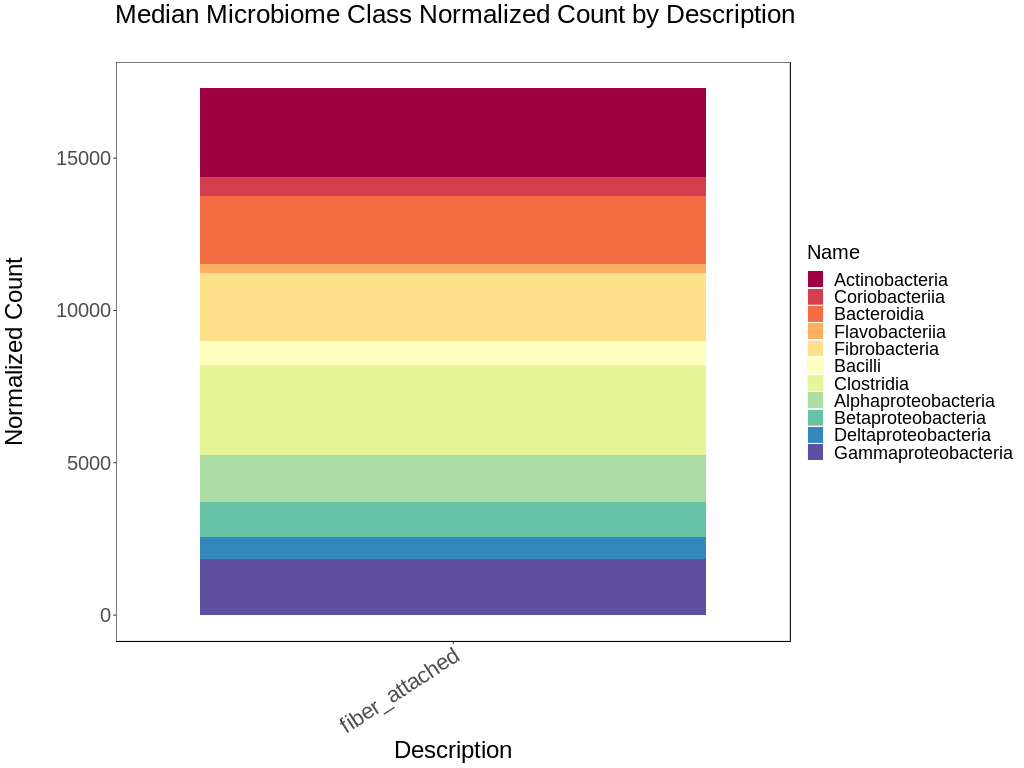 Median Microbiome Class Normalized Count by Description
Normalized Count
15000
10000
5000
0
fiber_attached
Description
Name
Actinobacteria
Coriobacteriia
Bacteroidia
Flavobacteriia
Fibrobacteria
Bacilli
Clostridia
Alphaproteobacteria
Betaproteobacteria
Deltaproteobacteria
Gammaproteobacteria